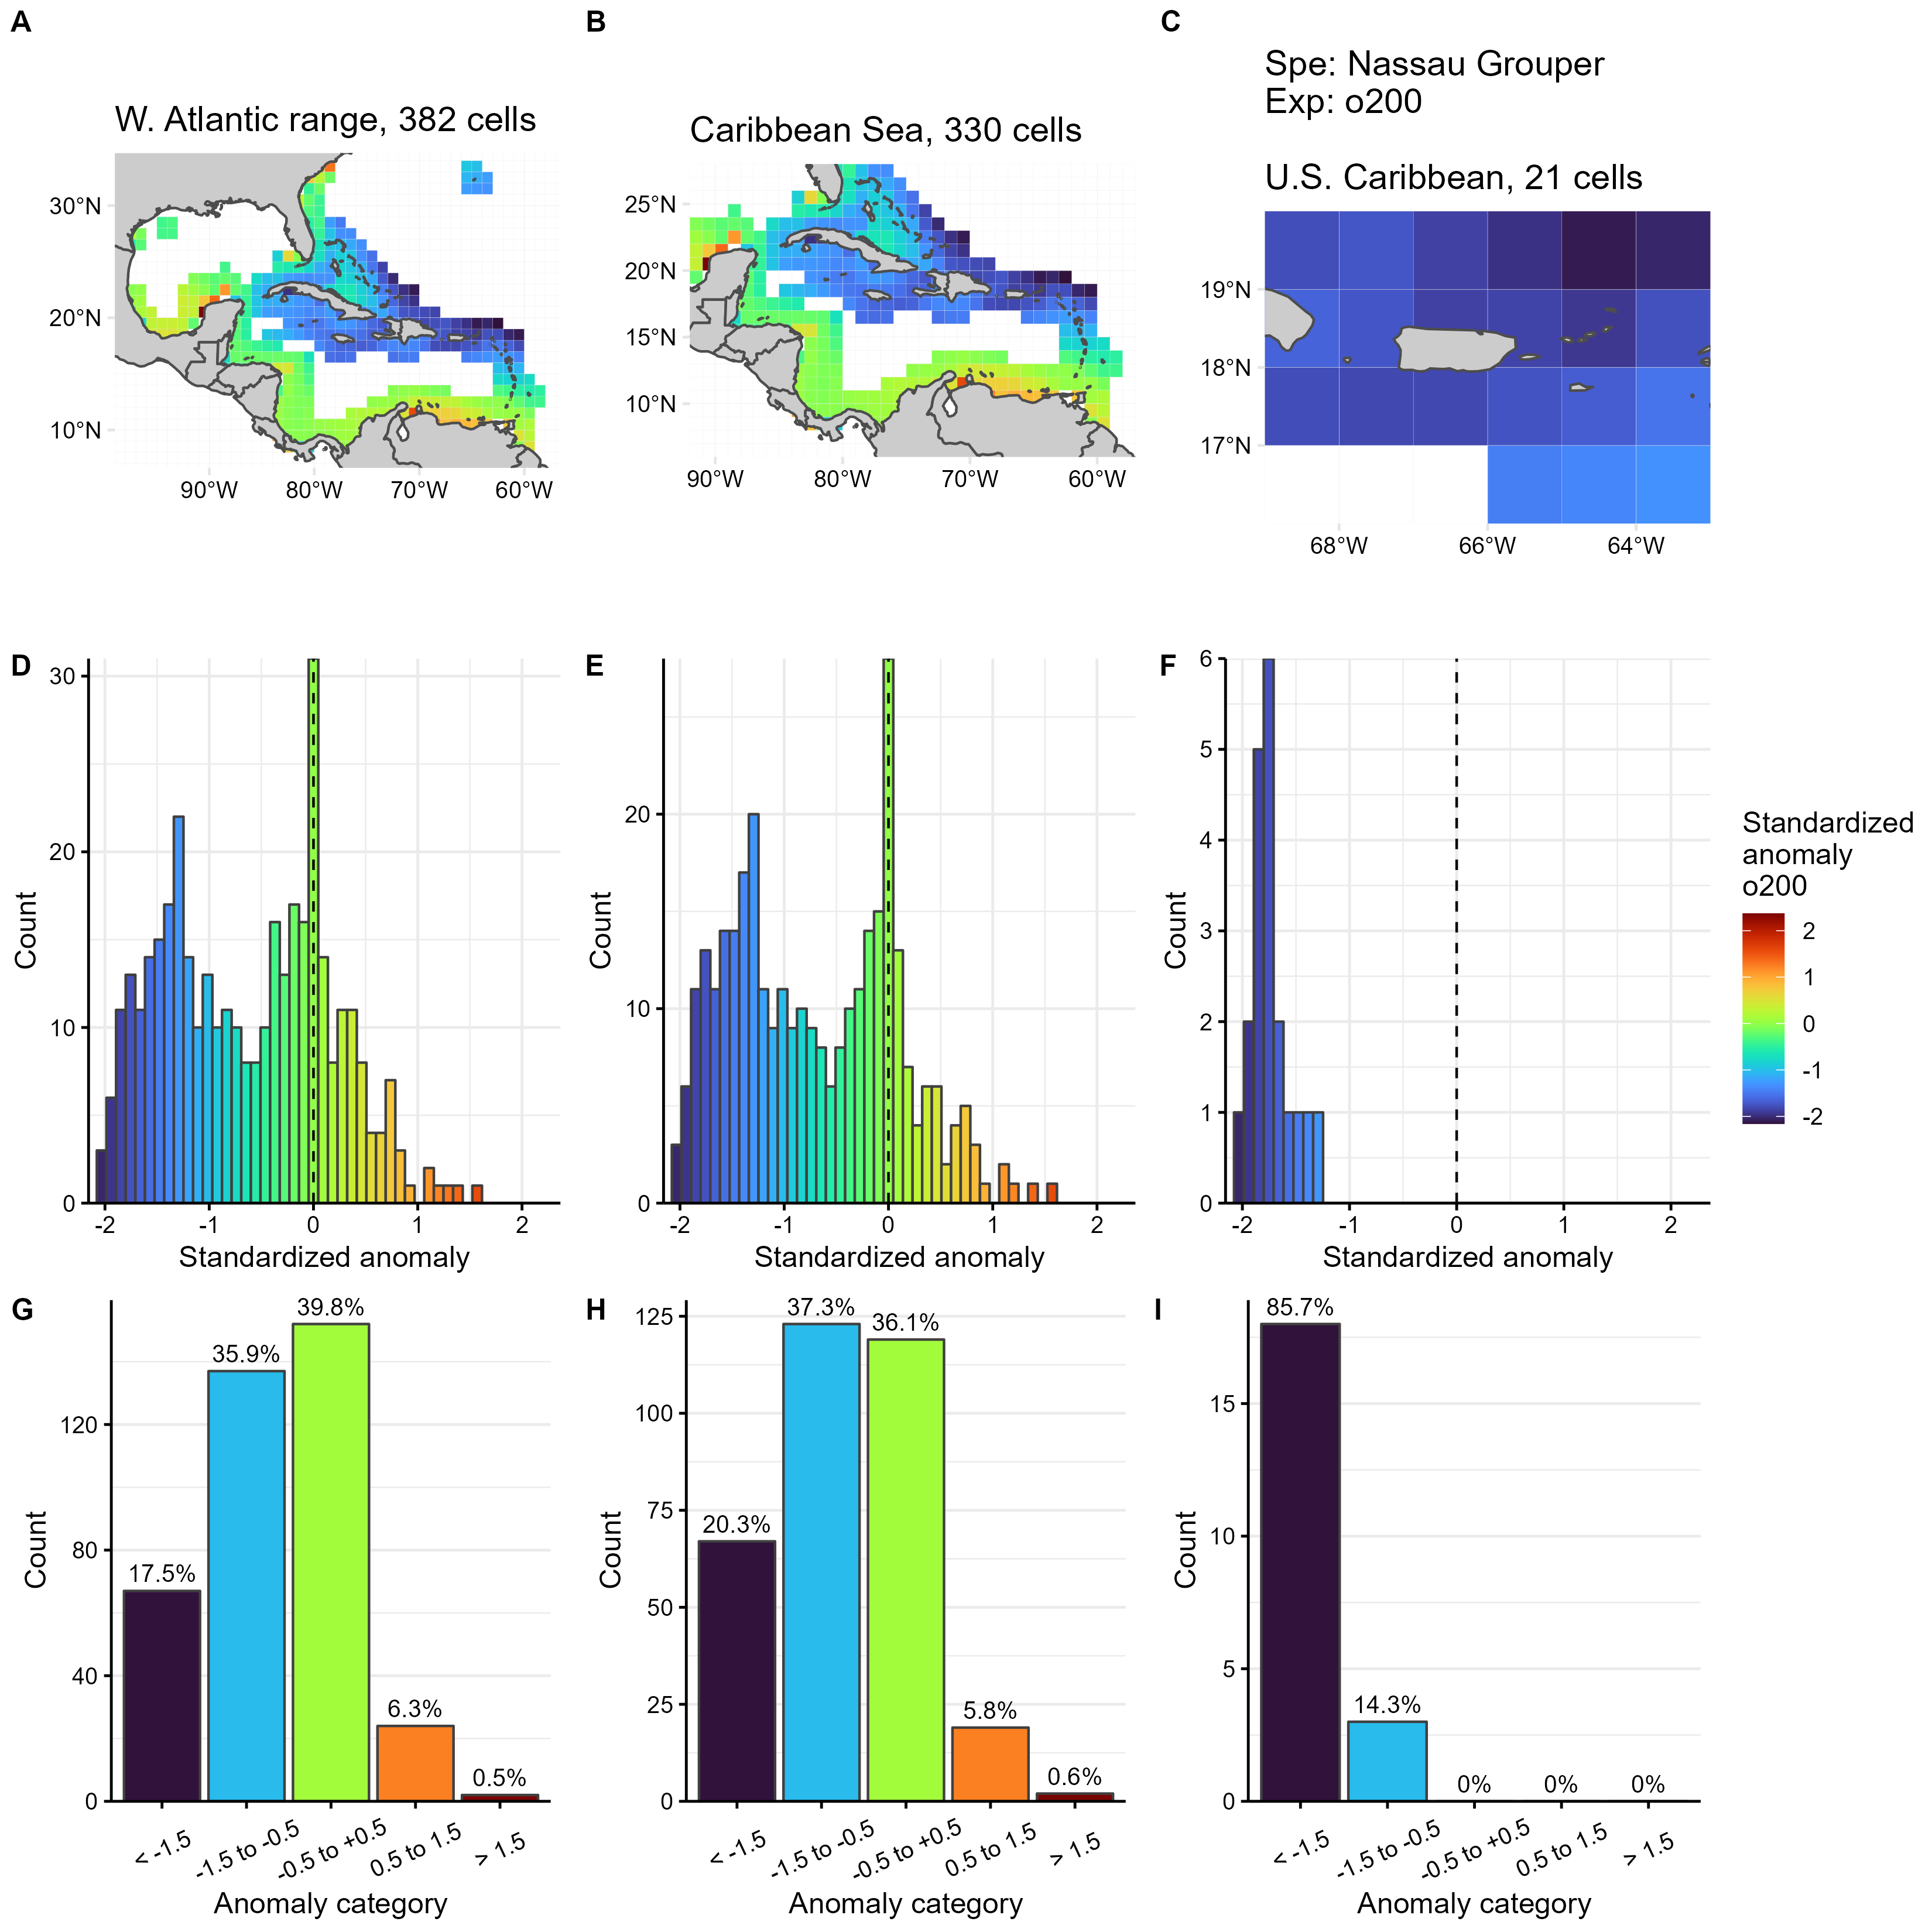 A
B
C
W. Atlantic range, 382 cells
Caribbean Sea, 330 cells
Spe: Nassau Grouper
Exp: o200
U.S. Caribbean, 21 cells
30°N
20°N
10°N
90°W 80°W 70°W 60°W
25°N
20°N
15°N
10°N
90°W 80°W 70°W 60°W
19°N
18°N
17°N
68°W 66°W 64°W
D
30
20
10
0
Count
-2 -1 0 1 2
Standardized anomaly
E
20
10
0
Count
-2 -1 0 1 2
Standardized anomaly
F
6
5
4
3
2
1
0
Count
-2 -1 0 1 2
Standardized anomaly
Standardized
anomaly
o200
2
1
0
-1
-2
G
120
80
40
0
Count
17.5%
35.9%
39.8%
6.3%
0.5%
< -1.5
-1.5 to -0.5
-0.5 to +0.5
0.5 to 1.5
> 1.5
Anomaly category
H
125
100
75
50
25
0
Count
20.3%
37.3%
36.1%
5.8%
0.6%
< -1.5
-1.5 to -0.5
-0.5 to +0.5
0.5 to 1.5
> 1.5
Anomaly category
I
15
10
5
0
Count
85.7%
14.3%
0%
0%
0%
< -1.5
-1.5 to -0.5
-0.5 to +0.5
0.5 to 1.5
> 1.5
Anomaly category